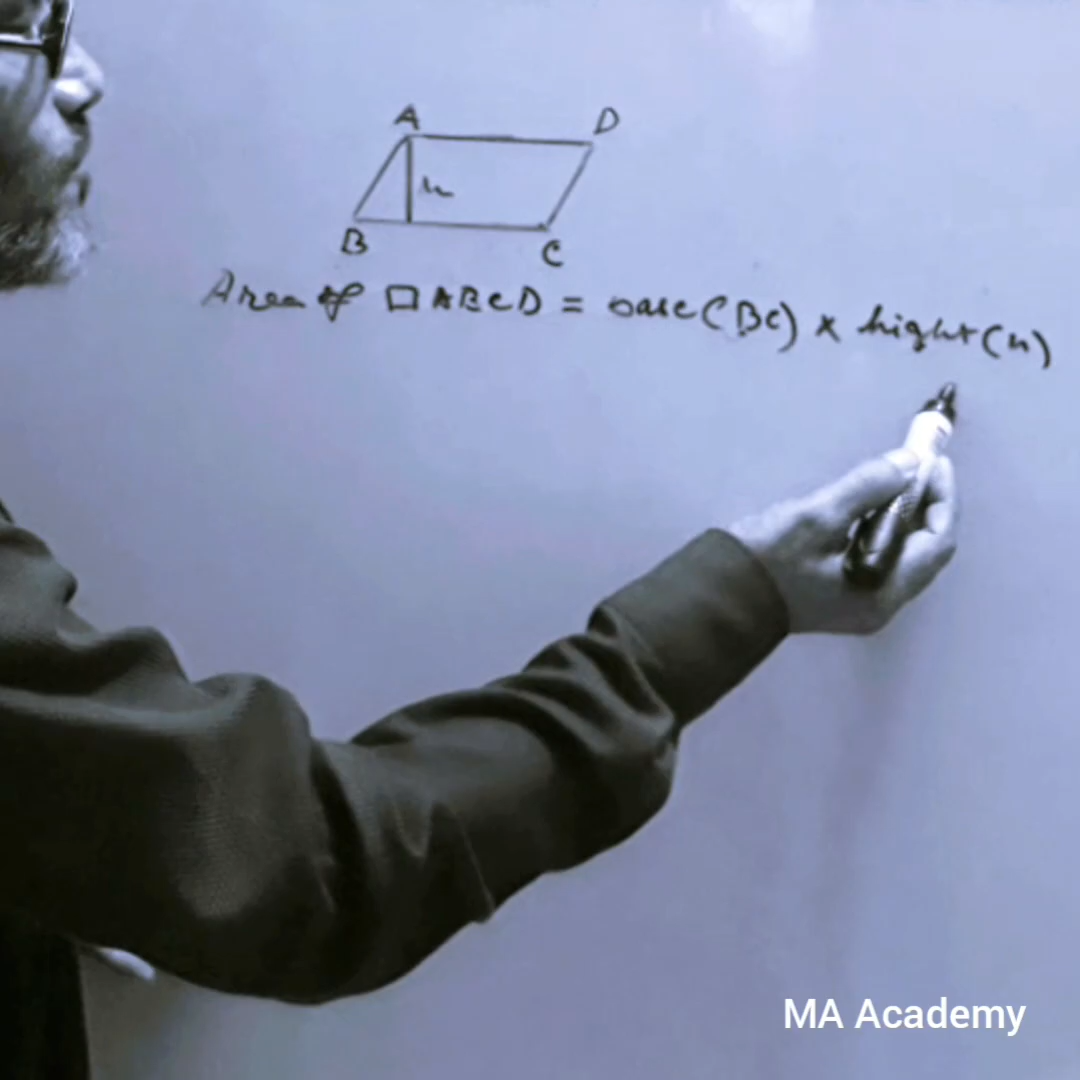 A D
h
B C
Area of □ ABCD = base(BC) × hight(h)
MA Academy